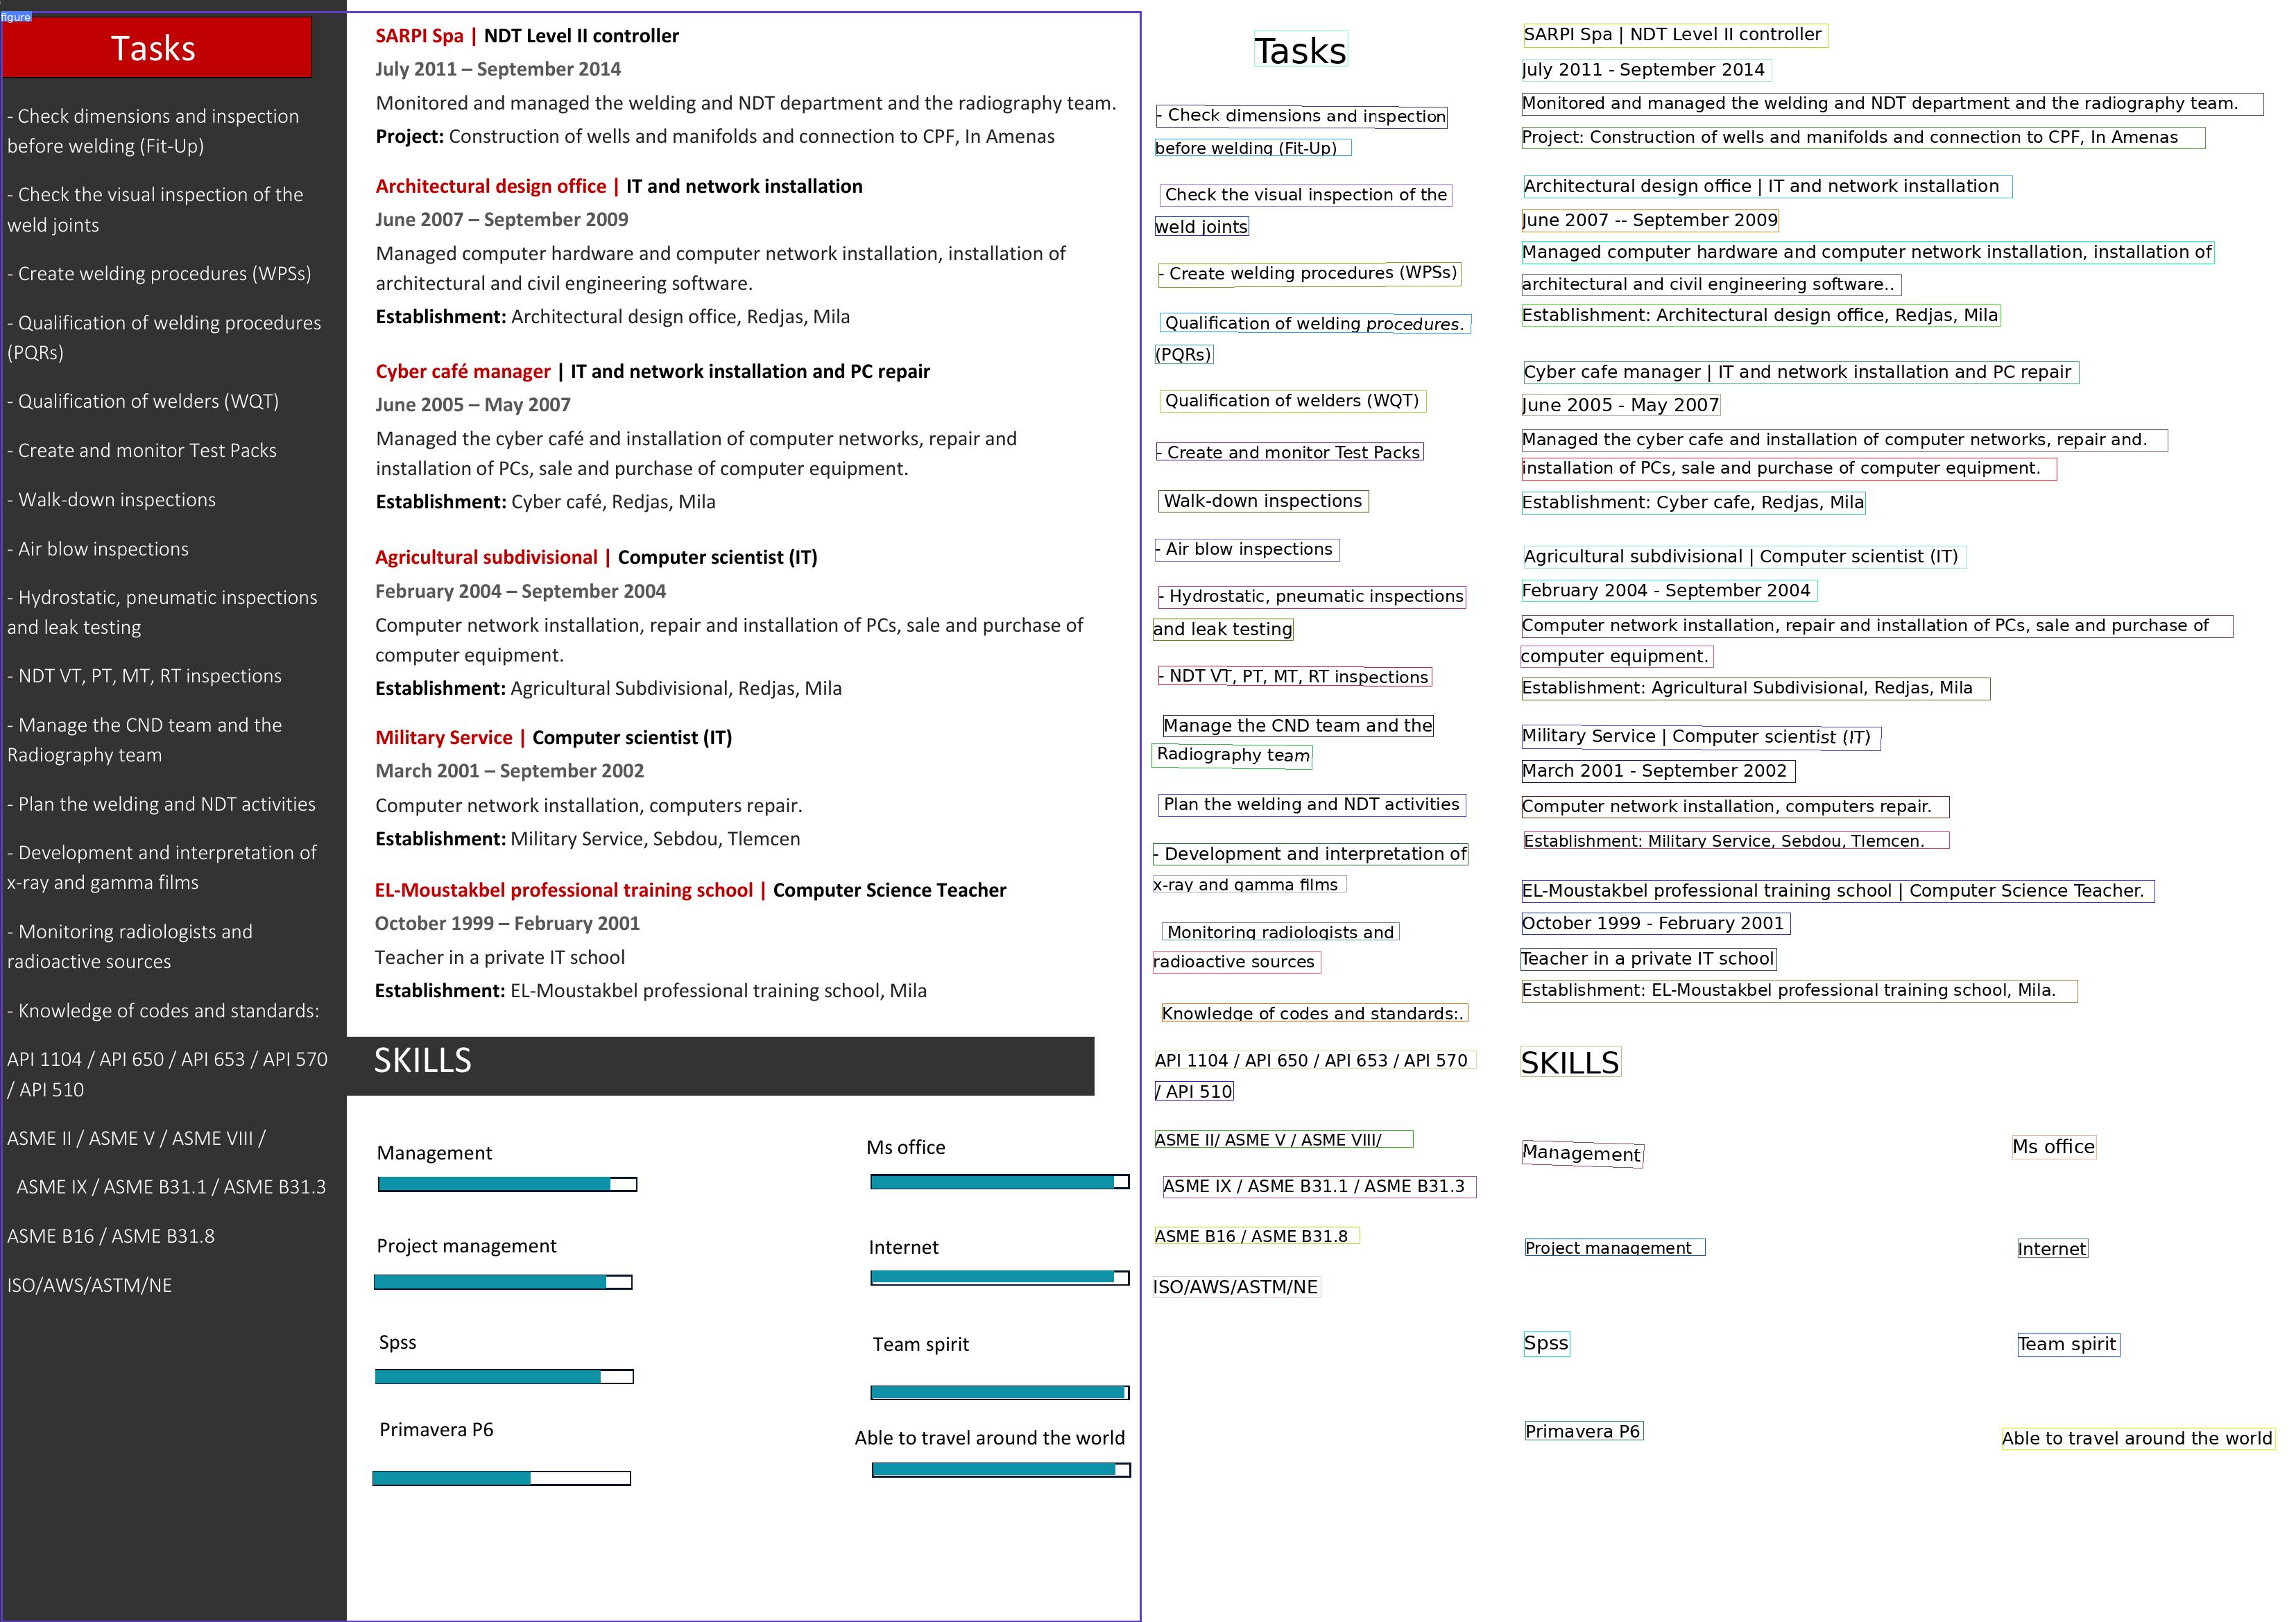 figure
Tasks
- Check dimensions and inspection
before welding (Fit-Up)
- Check the visual inspection of the
weld joints
- Create welding procedures (WPSs)
- Qualification of welding procedures
(PQRs)
- Qualification of welders (WQT)
- Create and monitor Test Packs
- Walk-down inspections
- Air blow inspections
- Hydrostatic, pneumatic inspections
and leak testing
- NDT VT, PT, MT, RT inspections
- Manage the CND team and the
Radiography team
- Plan the welding and NDT activities
- Development and interpretation of
x-ray and gamma films
- Monitoring radiologists and
radioactive sources
- Knowledge of codes and standards:
API 1104 / API 650 / API 653 / API 570
/ API 510
ASME II / ASME V / ASME VIII /
ASME IX / ASME B31.1 / ASME B31.3
ASME B16 / ASME B31.8
ISO/AWS/ASTM/NE
SARPI Spa | NDT Level II controller
July 2011 – September 2014
Monitored and managed the welding and NDT department and the radiography team.
Project: Construction of wells and manifolds and connection to CPF, In Amenas
Architectural design office | IT and network installation
June 2007 – September 2009
Managed computer hardware and computer network installation, installation of
architectural and civil engineering software.
Establishment: Architectural design office, Redjas, Mila
Cyber café manager | IT and network installation and PC repair
June 2005 – May 2007
Managed the cyber café and installation of computer networks, repair and
installation of PCs, sale and purchase of computer equipment.
Establishment: Cyber café, Redjas, Mila
Agricultural subdivisional | Computer scientist (IT)
February 2004 – September 2004
Computer network installation, repair and installation of PCs, sale and purchase of
computer equipment.
Establishment: Agricultural Subdivisional, Redjas, Mila
Military Service | Computer scientist (IT)
March 2001 – September 2002
Computer network installation, computers repair.
Establishment: Military Service, Sebdou, Tlemcen
EL-Moustakbel professional training school | Computer Science Teacher
October 1999 – February 2001
Teacher in a private IT school
Establishment: EL-Moustakbel professional training school, Mila
SKILLS
Management
Ms office
Project management
Internet
Spss
Team spirit
Primavera P6
Able to travel around the world
Tasks
- Check dimensions and inspection
before welding (Fit-Up)
Check the visual inspection of the
weld joints
- Create welding procedures (WPSs)
Qualification of welding procedures.
(PQRs)
Qualification of welders (WQT)
- Create and monitor Test Packs
Walk-down inspections
- Air blow inspections
- Hydrostatic, pneumatic inspections
and leak testing
- NDT VT, PT, MT, RT inspections
Manage the CND team and the
Radiography team
Plan the welding and NDT activities
- Development and interpretation of
x-ray and gamma films
Monitoring radiologists and
radioactive sources
Knowledge of codes and standards:.
API 1104 / API 650 / API 653 / API 570
/ API 510
ASME II/ ASME V / ASME VIII/
ASME IX / ASME B31.1 / ASME B31.3
ASME B16 / ASME B31.8
ISO/AWS/ASTM/NE
SARPI Spa | NDT Level II controller
July 2011 - September 2014
Monitored and managed the welding and NDT department and the radiography team.
Project: Construction of wells and manifolds and connection to CPF, In Amenas
Architectural design office | IT and network installation
June 2007 -- September 2009
Managed computer hardware and computer network installation, installation of
architectural and civil engineering software..
Establishment: Architectural design office, Redjas, Mila
Cyber cafe manager | IT and network installation and PC repair
June 2005 - May 2007
Managed the cyber cafe and installation of computer networks, repair and.
installation of PCs, sale and purchase of computer equipment.
Establishment: Cyber cafe, Redjas, Mila
Agricultural subdivisional | Computer scientist (IT)
February 2004 - September 2004
Computer network installation, repair and installation of PCs, sale and purchase of
computer equipment.
Establishment: Agricultural Subdivisional, Redjas, Mila
Military Service | Computer scientist (IT)
March 2001 - September 2002
Computer network installation, computers repair.
Establishment: Military Service, Sebdou, Tlemcen.
EL-Moustakbel professional training school | Computer Science Teacher.
October 1999 - February 2001
Teacher in a private IT school
Establishment: EL-Moustakbel professional training school, Mila.
SKILLS
Management
Ms office
Project management
Internet
Spss
Team spirit
Primavera P6
Able to travel around the world